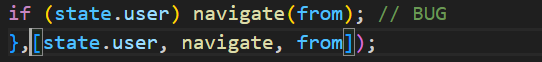 if (state.user) navigate(from); // BUG
},[state.user, navigate, from]);